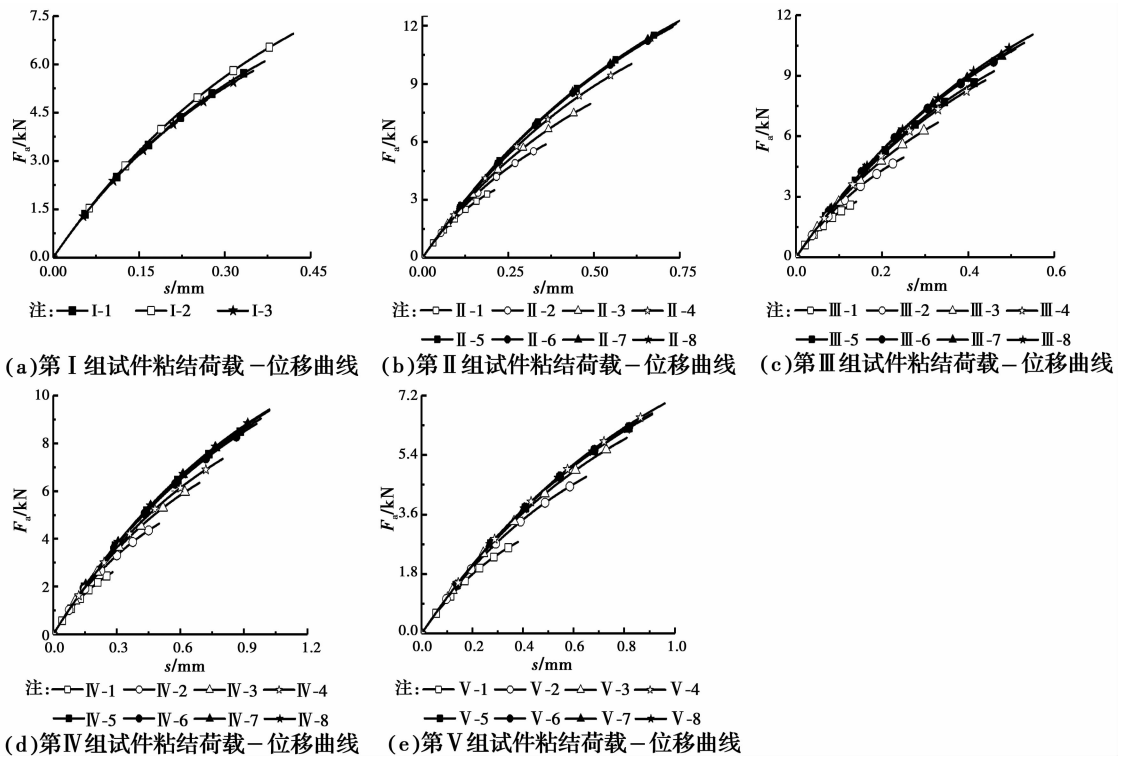 7.5
6.0
4.5
3.0
1.5
0.0
Fa/kN
0.00 0.15 0.30 0.45
s/mm
注: I-1 I-2 I-3
(a)第Ⅰ组试件粘结荷载-位移曲线
12
9
6
3
0
Fa/kN
0.00 0.25 0.50 0.75
s/mm
注: Ⅱ-1 Ⅱ-2 Ⅱ-3 Ⅱ-4
Ⅱ-5 Ⅱ-6 Ⅱ-7 Ⅱ-8
(b)第Ⅱ组试件粘结荷载-位移曲线
12
9
6
3
0
Fa/kN
0.0 0.2 0.4 0.6
s/mm
注: Ⅲ-1 Ⅲ-2 Ⅲ-3 Ⅲ-4
Ⅲ-5 Ⅲ-6 Ⅲ-7 Ⅲ-8
(c)第Ⅲ组试件粘结荷载-位移曲线
10
8
6
4
2
0
Fa/kN
0.0 0.3 0.6 0.9 1.2
s/mm
注: Ⅳ-1 Ⅳ-2 Ⅳ-3 Ⅳ-4
Ⅳ-5 Ⅳ-6 Ⅳ-7 Ⅳ-8
(d)第Ⅳ组试件粘结荷载-位移曲线
7.2
5.4
3.6
1.8
0.0
Fa/kN
0.0 0.2 0.4 0.6 0.8 1.0
s/mm
注: Ⅴ-1 Ⅴ-2 Ⅴ-3 Ⅴ-4
Ⅴ-5 Ⅴ-6 Ⅴ-7 Ⅴ-8
(e)第Ⅴ组试件粘结荷载-位移曲线